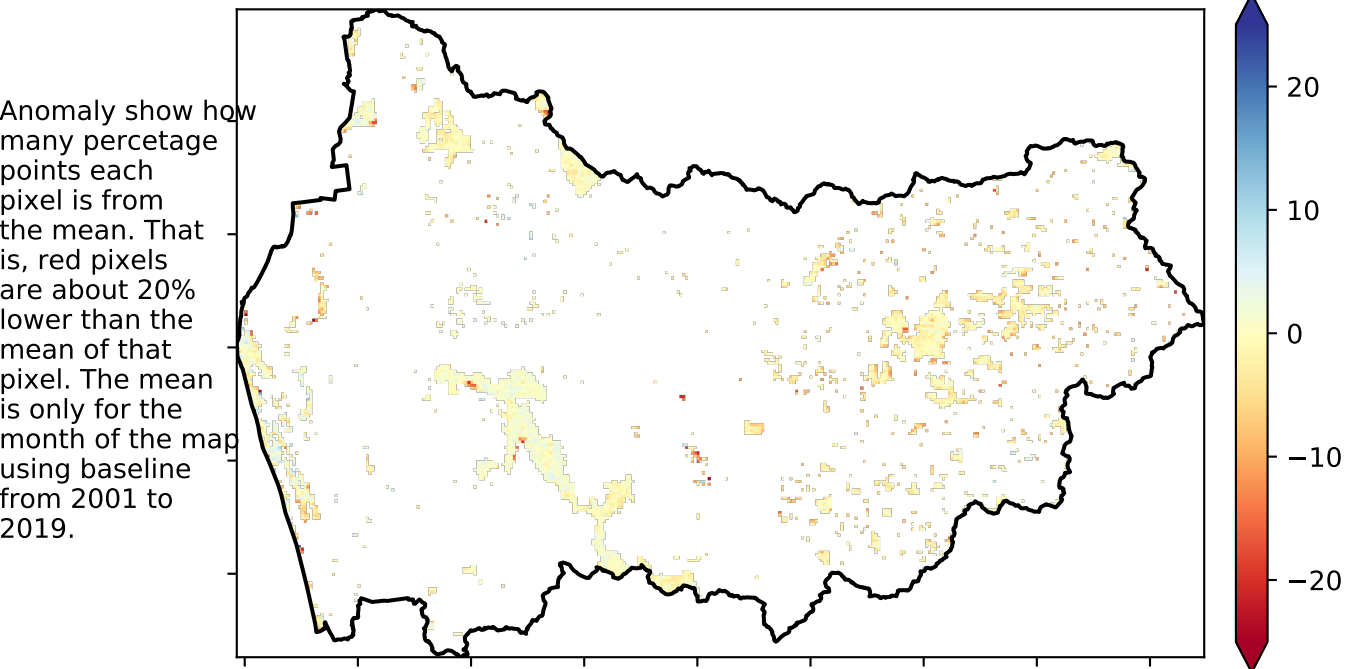 Anomaly show how
many percetage
points each
pixel is from
the mean. That
is, red pixels
are about 20%
lower than the
mean of that
pixel. The mean
is only for the
month of the map
using baseline
from 2001 to
2019.
20
10
0
−10
−20